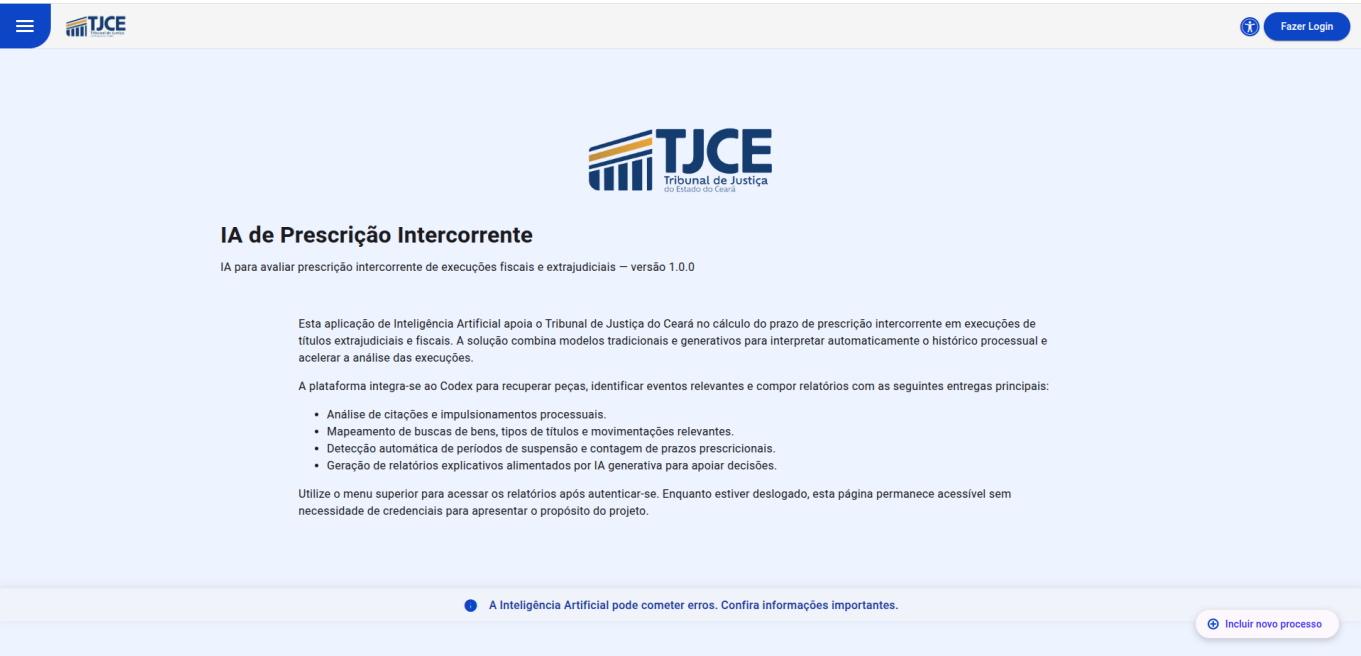 TJCE
Tribunal de Justiça
Fazer Login
TJCE
Tribunal de Justiça
do Estado do Ceará
IA de Prescrição Intercorrente
IA para avaliar prescrição intercorrente de execuções fiscais e extrajudiciais — versão 1.0.0
Esta aplicação de Inteligência Artificial apoia o Tribunal de Justiça do Ceará no cálculo do prazo de prescrição intercorrente em execuções de
títulos extrajudiciais e fiscais. A solução combina modelos tradicionais e generativos para interpretar automaticamente o histórico processual e
acelerar a análise das execuções.
A plataforma integra-se ao Codex para recuperar peças, identificar eventos relevantes e compor relatórios com as seguintes entregas principais:
• Análise de citações e impulsionamentos processuais.
• Mapeamento de buscas de bens, tipos de títulos e movimentações relevantes.
• Detecção automática de períodos de suspensão e contagem de prazos prescricionais.
• Geração de relatórios explicativos alimentados por IA generativa para apoiar decisões.
Utilize o menu superior para acessar os relatórios após autenticar-se. Enquanto estiver deslogado, esta página permanece acessível sem
necessidade de credenciais para apresentar o propósito do projeto.
A Inteligência Artificial pode cometer erros. Confira informações importantes.
Incluir novo processo